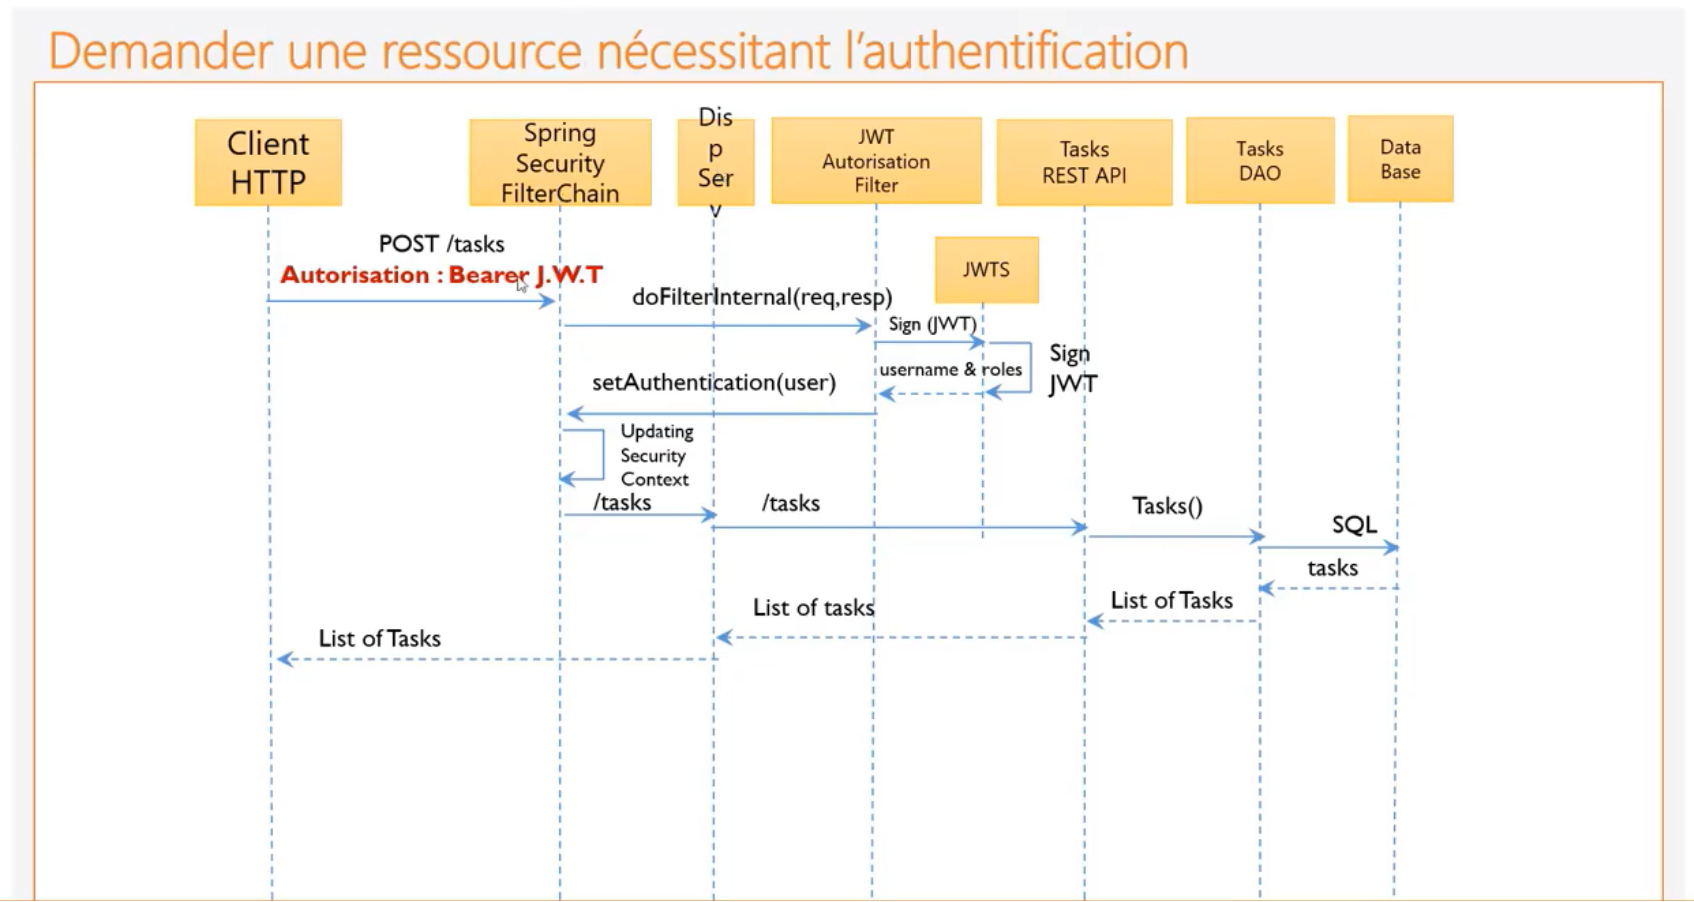 Demander une ressource nécessitant l'authentification
Client
HTTP
Spring
Security
FilterChain
Dis
p
Ser
v
JWT
Autorisation
Filter
Tasks
REST API
Tasks
DAO
Data
Base
POST /tasks
Autorisation : Bearer J.W.T
JWTS
doFilterInternal(req,resp)
Sign (JWT)
Sign
JWT
username & roles
setAuthentication(user)
Updating
Security
Context
/tasks
/tasks
Tasks()
SQL
tasks
List of Tasks
List of tasks
List of Tasks